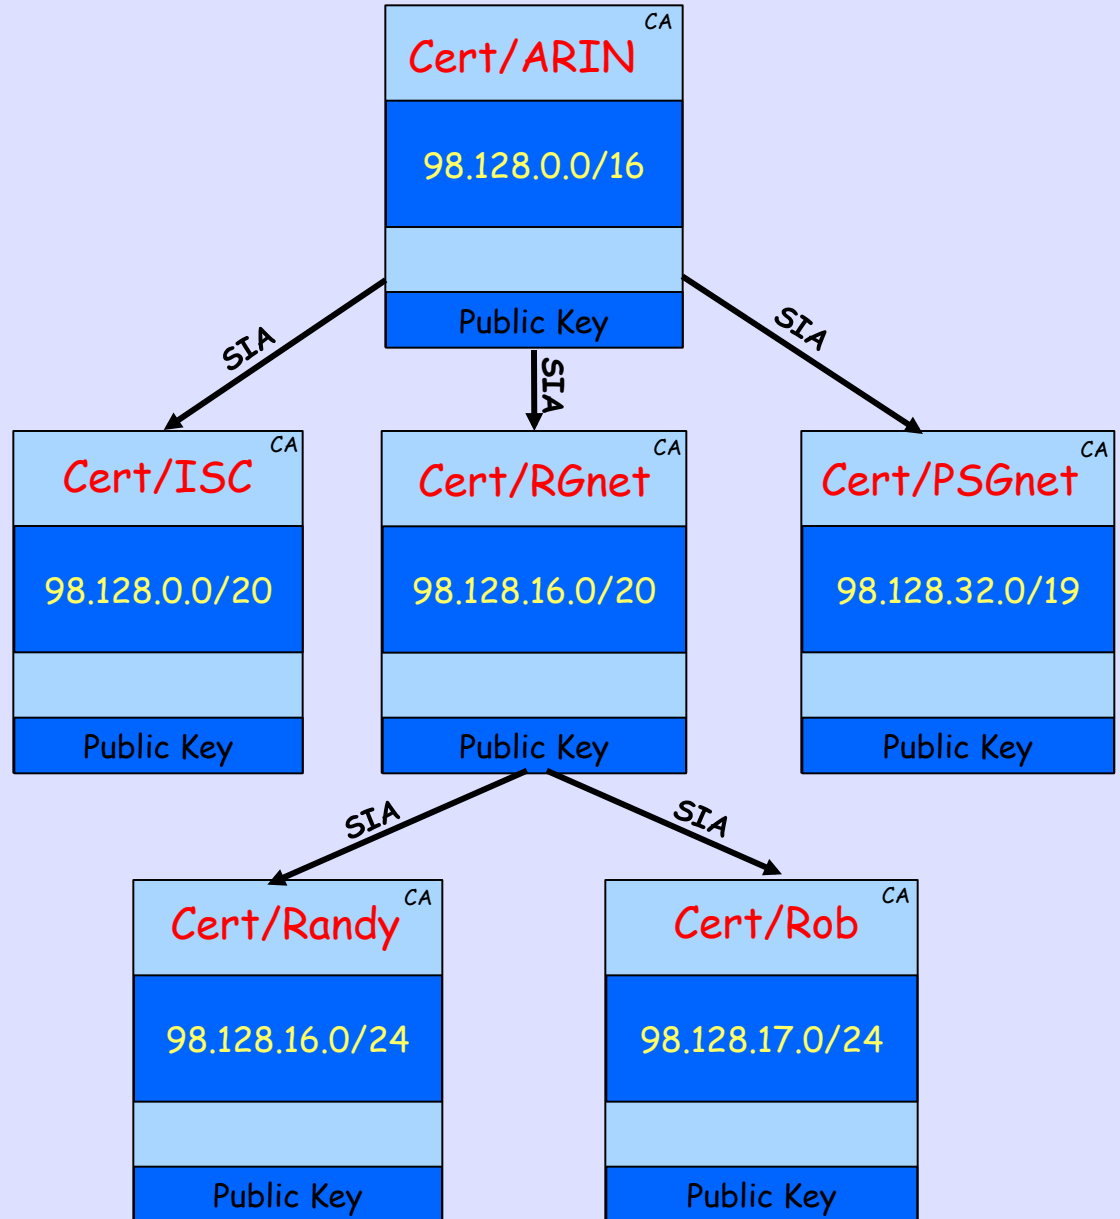 CA
Cert/ARIN
98.128.0.0/16
Public Key
SIA
SIA
SIA
CA
Cert/ISC
98.128.0.0/20
Public Key
CA
Cert/RGnet
98.128.16.0/20
Public Key
CA
Cert/PSGnet
98.128.32.0/19
Public Key
SIA
SIA
CA
Cert/Randy
98.128.16.0/24
Public Key
CA
Cert/Rob
98.128.17.0/24
Public Key